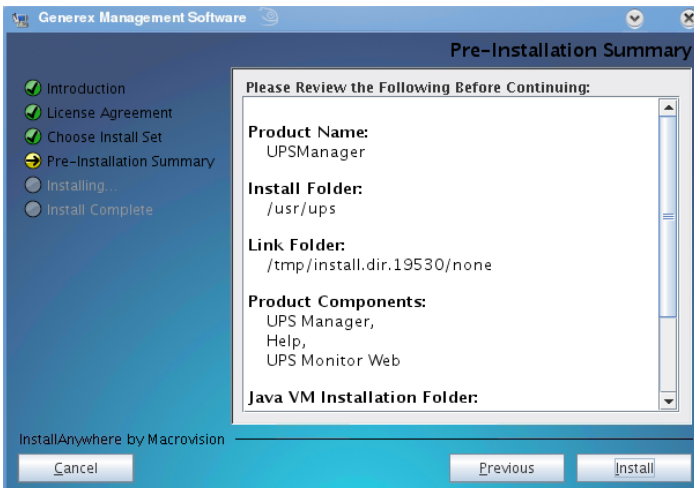 Generex Management Software
Pre-Installation Summary
Introduction
License Agreement
Choose Install Set
Pre-Installation Summary
Installing...
Install Complete
Please Review the Following Before Continuing:
Product Name:
UPSManager
Install Folder:
/usr/ups
Link Folder:
/tmp/install.dir.19530/none
Product Components:
UPS Manager,
Help,
UPS Monitor Web
Java VM Installation Folder:
InstallAnywhere by Macrovision
Cancel
Previous
Install